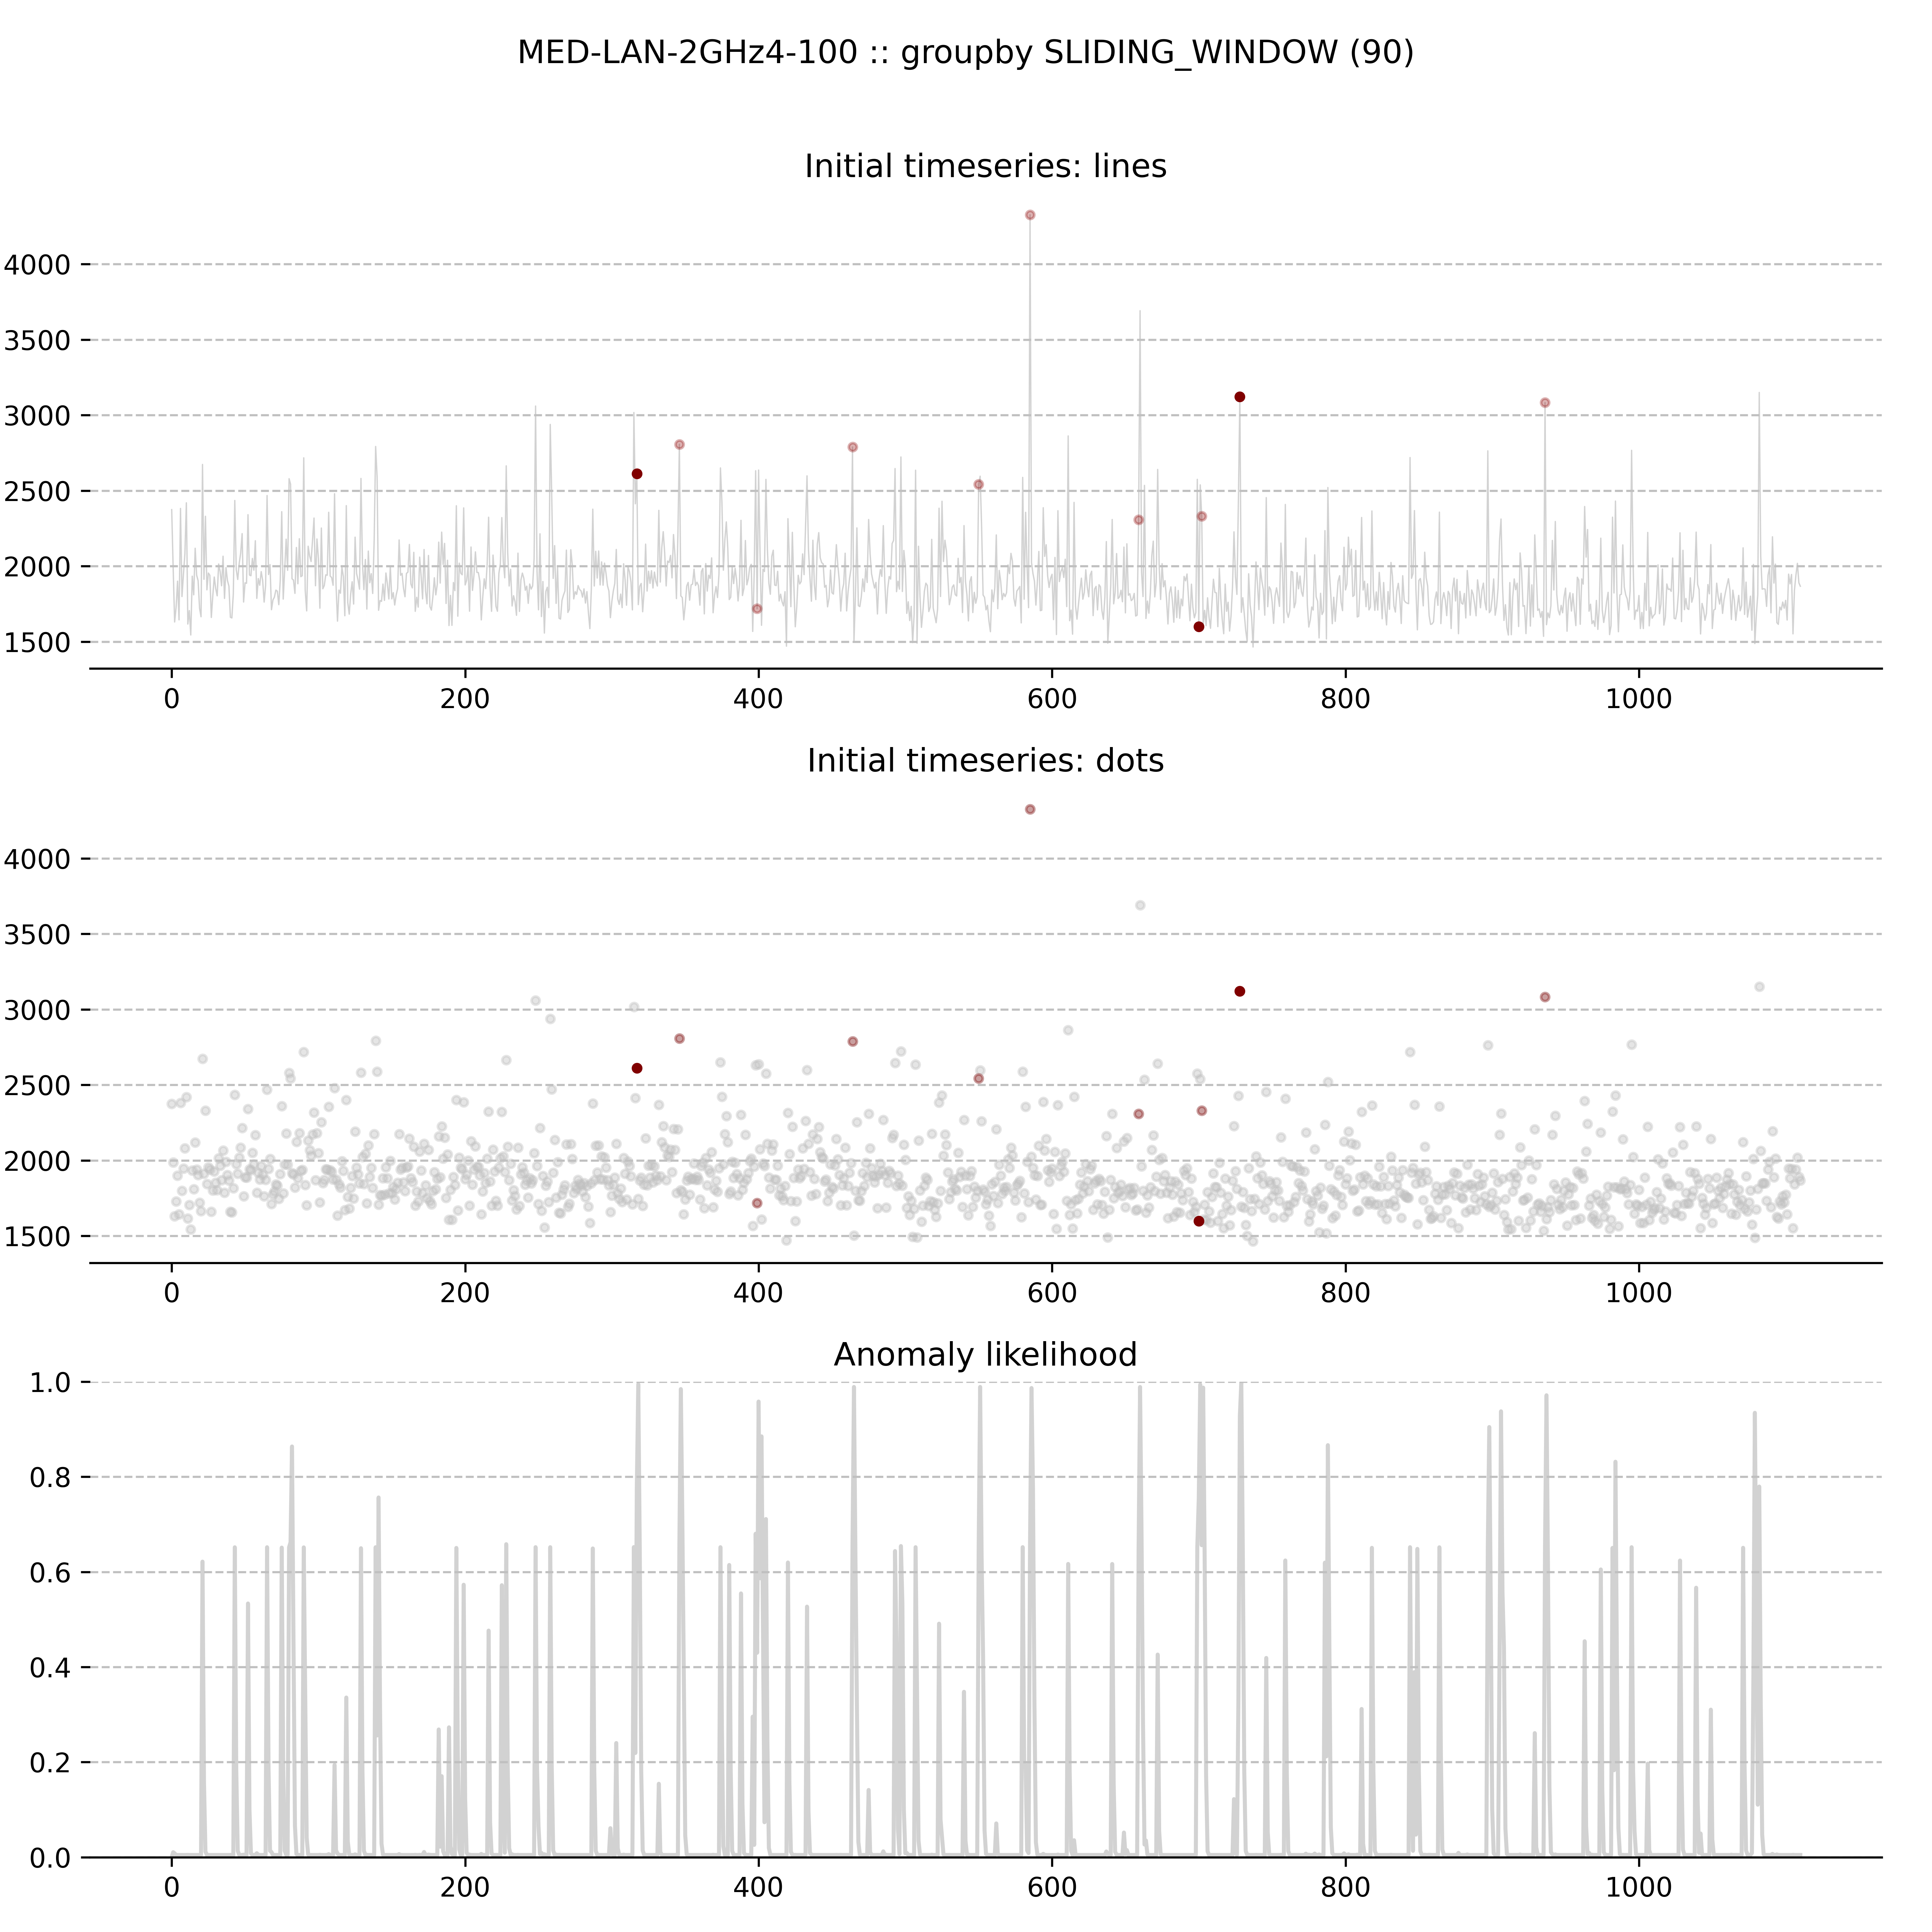 MED-LAN-2GHz4-100 :: groupby SLIDING_WINDOW (90)
Initial timeseries: lines
4000
3500
3000
2500
2000
1500
0 200 400 600 800 1000
Initial timeseries: dots
4000
3500
3000
2500
2000
1500
0 200 400 600 800 1000
Anomaly likelihood
1.0
0.8
0.6
0.4
0.2
0.0
0 200 400 600 800 1000